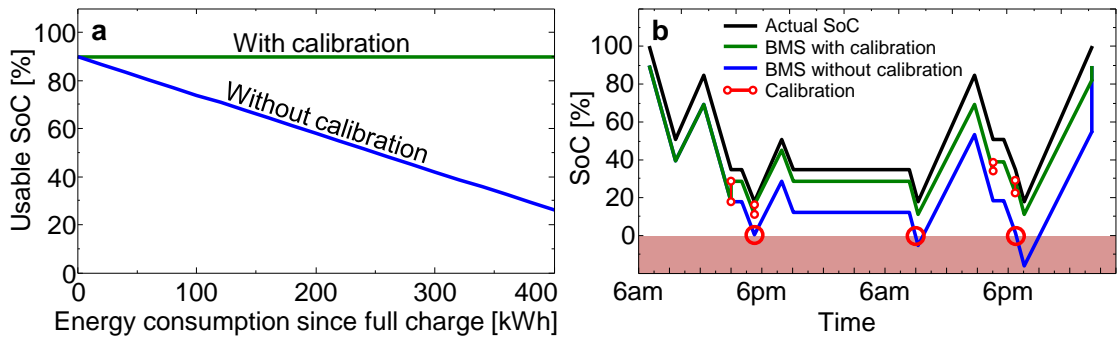 a
With calibration
Without calibration
Usable SoC [%]
100
80
60
40
20
0
0
100
200
300
400
Energy consumption since full charge [kWh]
b
Actual SoC
BMS with calibration
BMS without calibration
Calibration
SoC [%]
100
80
60
40
20
0
6am
6pm
6am
6pm
Time